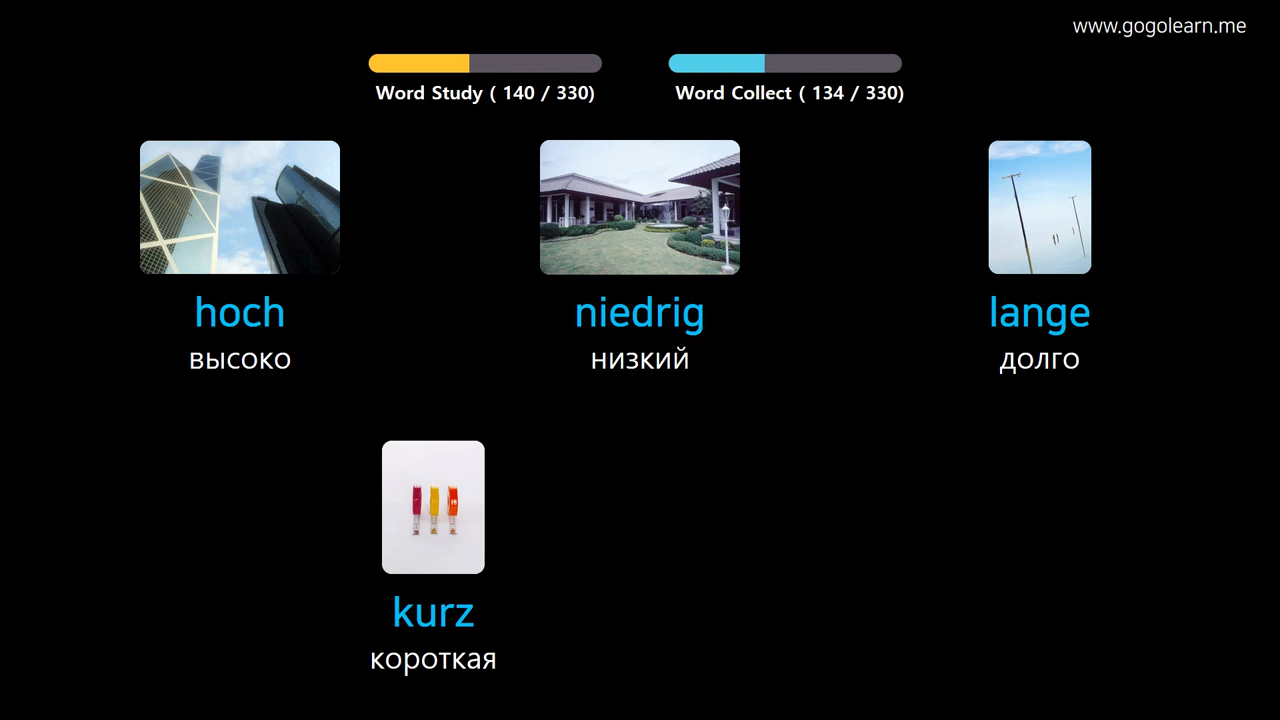 www.gogolearn.me
Word Study ( 140 / 330)
Word Collect ( 134 / 330)
hoch
высоко
niedrig
низкий
lange
долго
kurz
короткая